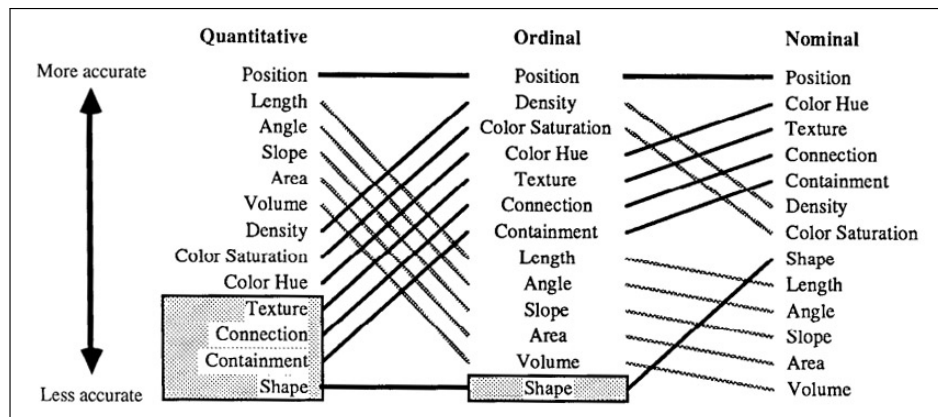 Quantitative Ordinal Nominal
More accurate
Position Position Position
Length Density Color Hue
Angle Color Saturation Texture
Slope Color Hue Connection
Area Texture Containment
Volume Connection Density
Density Containment Color Saturation
Color Saturation Length Shape
Color Hue Angle Length
Texture Slope Angle
Connection Area Slope
Containment Volume Area
Shape Shape Volume
Less accurate